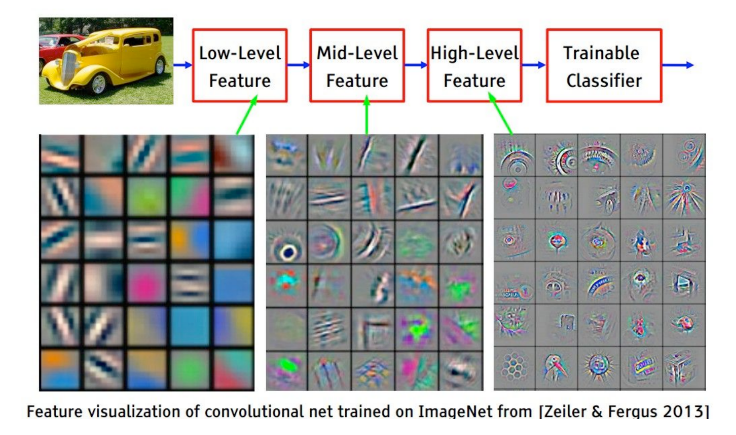 Low-Level Feature
Mid-Level Feature
High-Level Feature
Trainable Classifier
Feature visualization of convolutional net trained on ImageNet from [Zeiler & Fergus 2013]